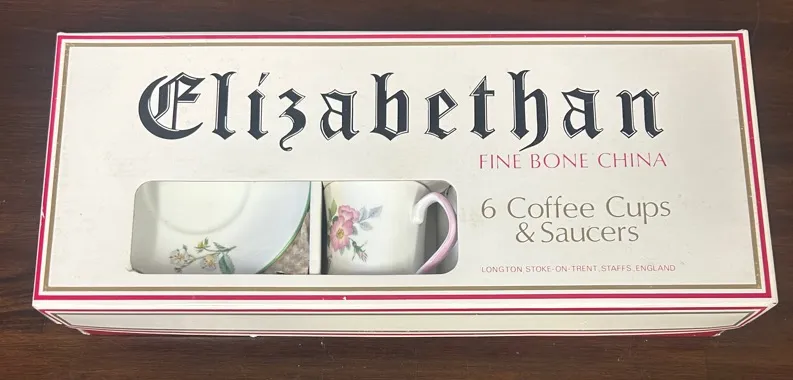 Elizabethan
FINE BONE CHINA
6 Coffee Cups
& Saucers
LONGTON STOKE-ON-TRENT. STAFFS. ENGLAND